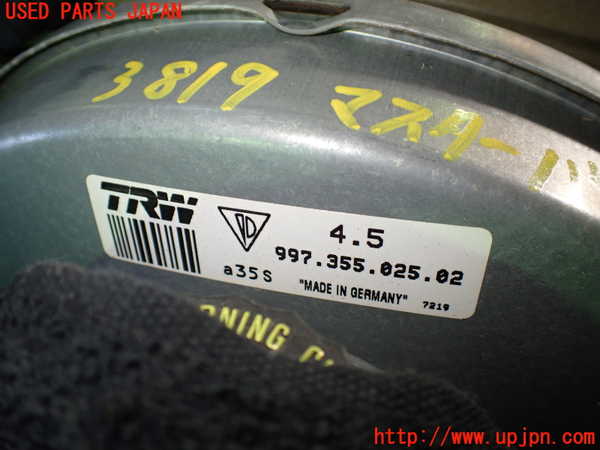 USED PARTS JAPAN
3819 マスターバ
TRW
4.5
997.355.025.02
a35S
"MADE IN GERMANY"
7219
http://www.upjpn.com/